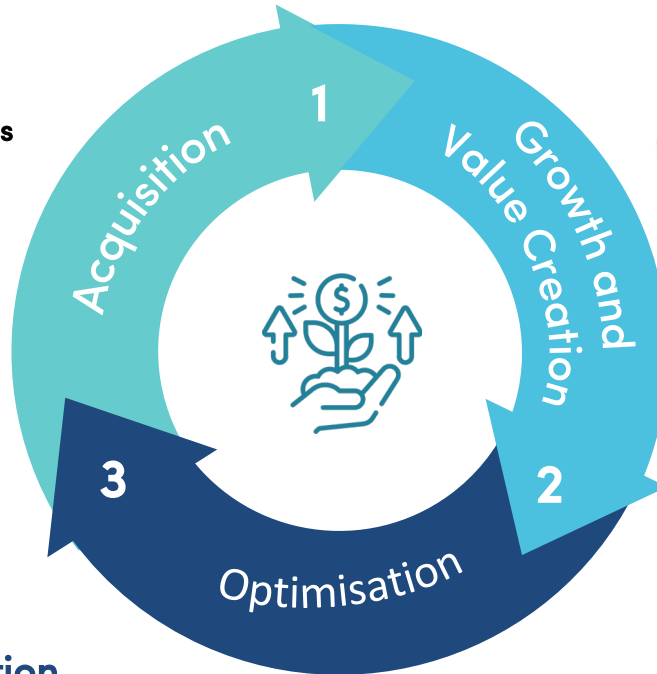 1
Acquisition
Growth and
Value Creation
2
3
Optimisation
$